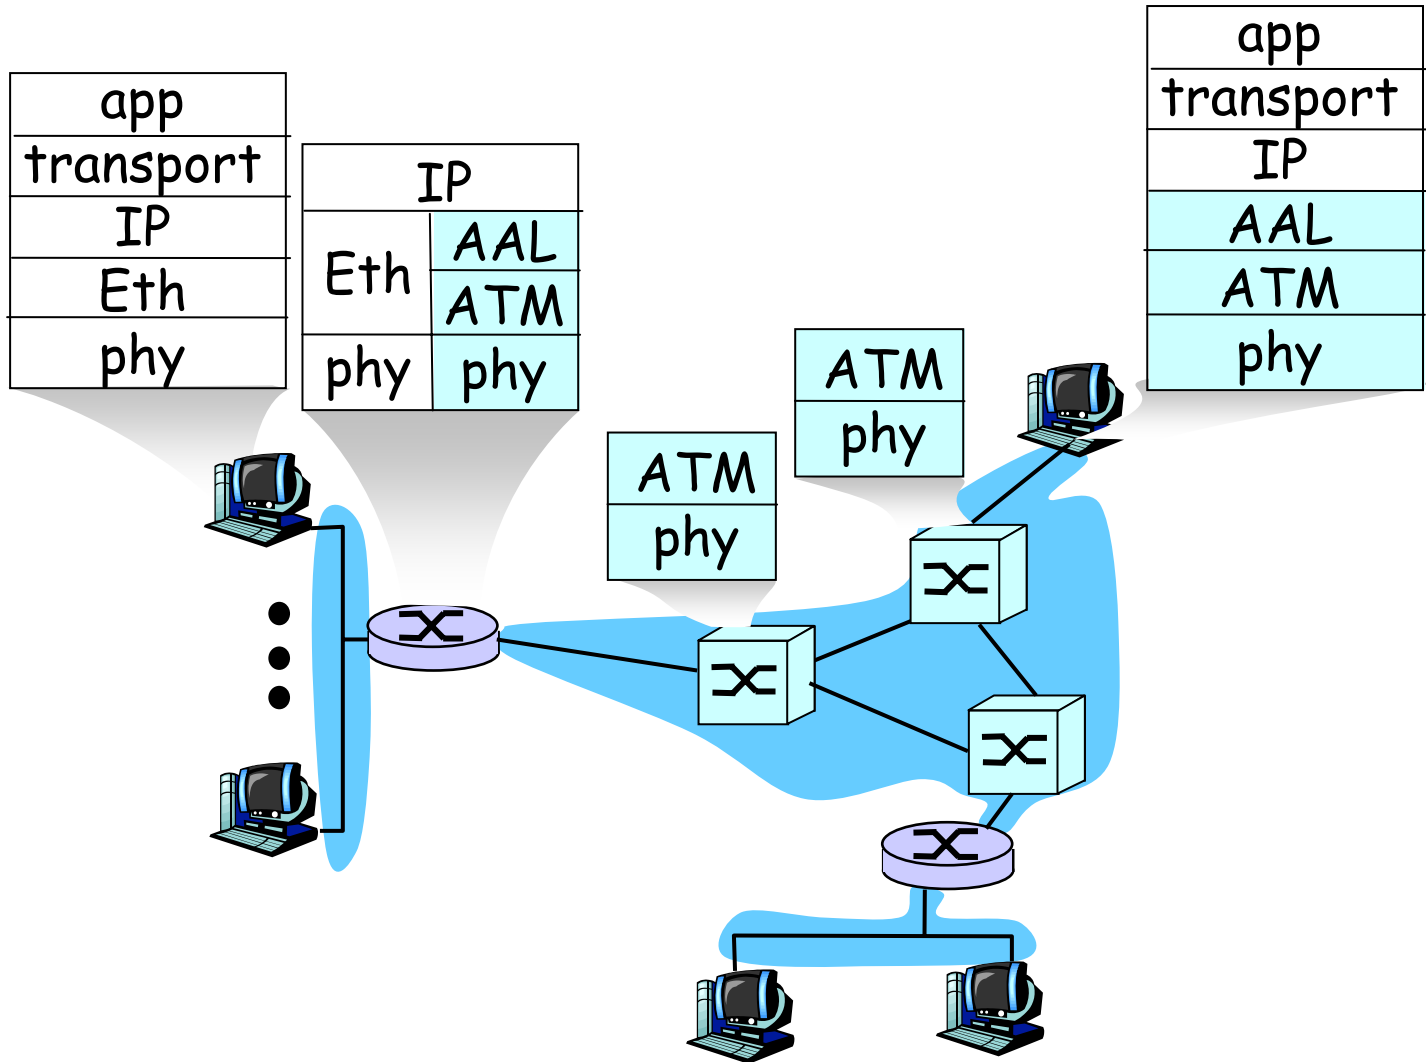 app
transport
IP
Eth
phy
IP
Eth
AAL
ATM
phy
phy
ATM
phy
ATM
phy
app
transport
IP
AAL
ATM
phy